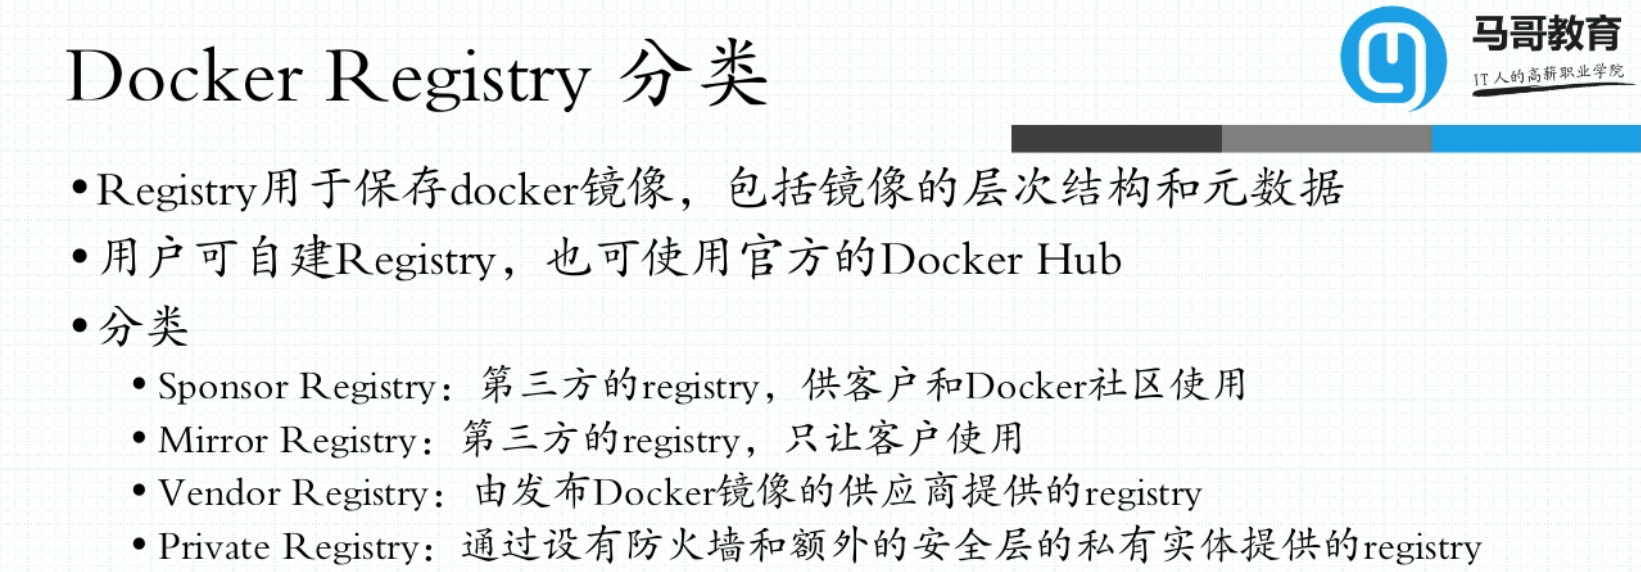 Docker Registry 分类
马哥教育
IT人的高薪职业学院
•Registry用于保存docker镜像，包括镜像的层次结构和元数据
•用户可自建Registry，也可使用官方的Docker Hub
•分类
•Sponsor Registry：第三方的registry，供客户和Docker社区使用
•Mirror Registry：第三方的registry，只让客户使用
•Vendor Registry：由发布Docker镜像的供应商提供的registry
•Private Registry：通过设有防火墙和额外的安全层的私有实体提供的registry